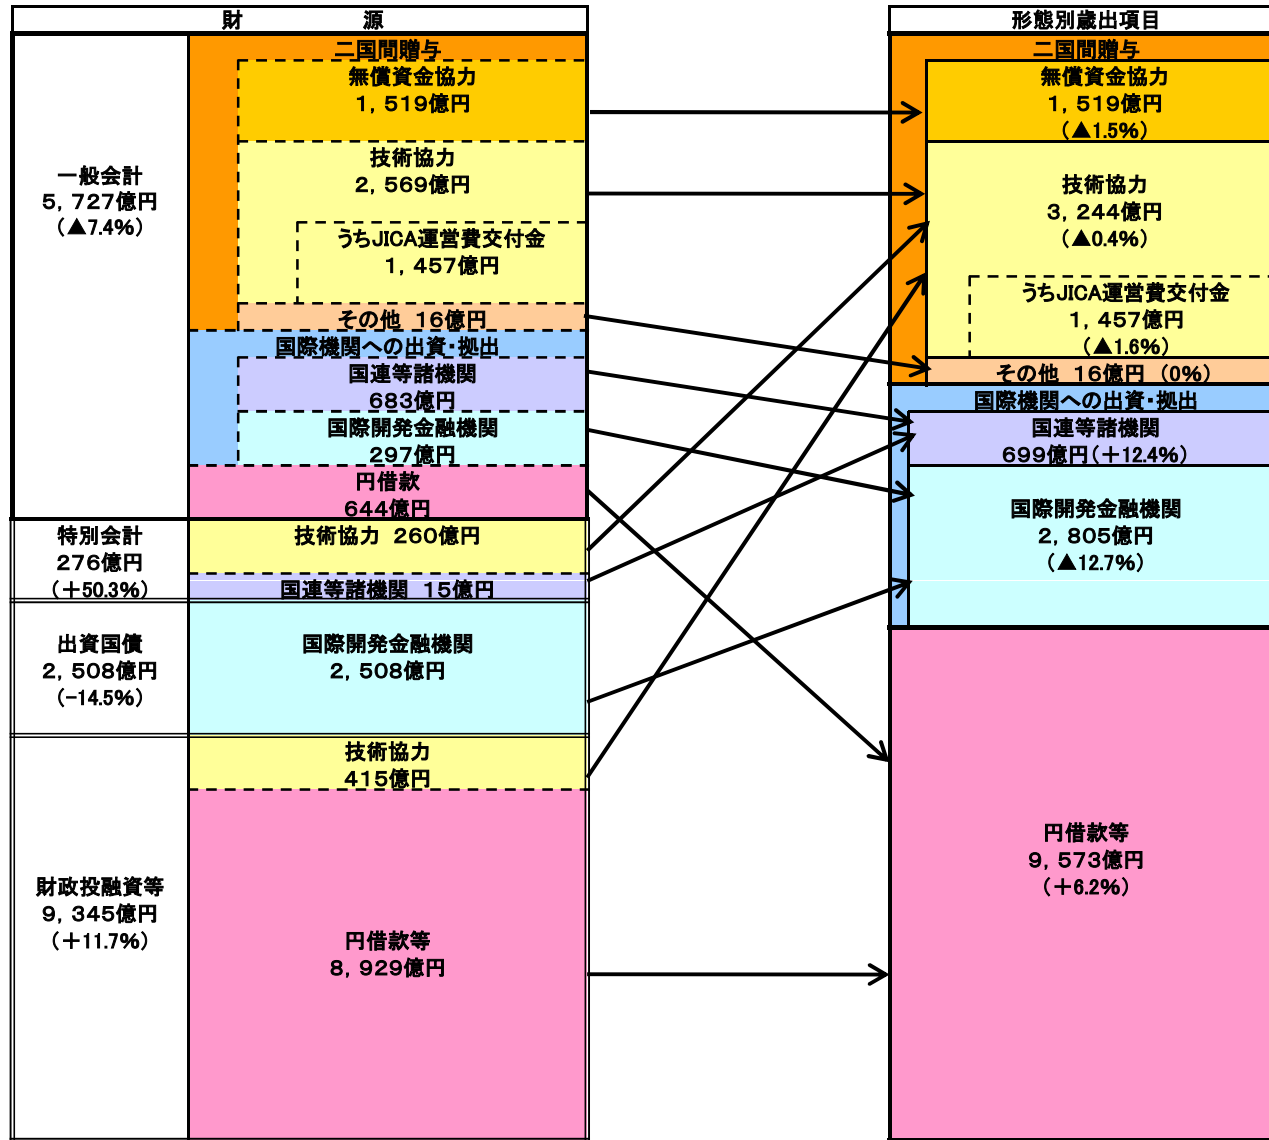 財　　　　　源
一般会計
５，７２７億円
（▲7.4%）
二国間贈与
無償資金協力
１，５１９億円
技術協力
２，５６９億円
うちJICA運営費交付金
１，４５７億円
その他　１６億円
国際機関への出資・拠出
国連等諸機関
６８３億円
国際開発金融機関
２９７億円
円借款
６４４億円
特別会計
２７６億円
（＋50.3%）
技術協力　２６０億円
国連等諸機関　１５億円
出資国債
２，５０８億円
（-14.5%）
国際開発金融機関
２，５０８億円
財政投融資等
９，３４５億円
（＋11.7%）
技術協力
４１５億円
円借款等
８，９２９億円
形態別歳出項目
二国間贈与
無償資金協力
１，５１９億円
（▲1.5%）
技術協力
３，２４４億円
（▲0.4%）
うちJICA運営費交付金
１，４５７億円
（▲1.6%）
その他　１６億円　（0%）
国際機関への出資・拠出
国連等諸機関
６９９億円（＋12.4%）
国際開発金融機関
２，８０５億円
（▲12.7%）
円借款等
９，５７３億円
（＋6.2%）